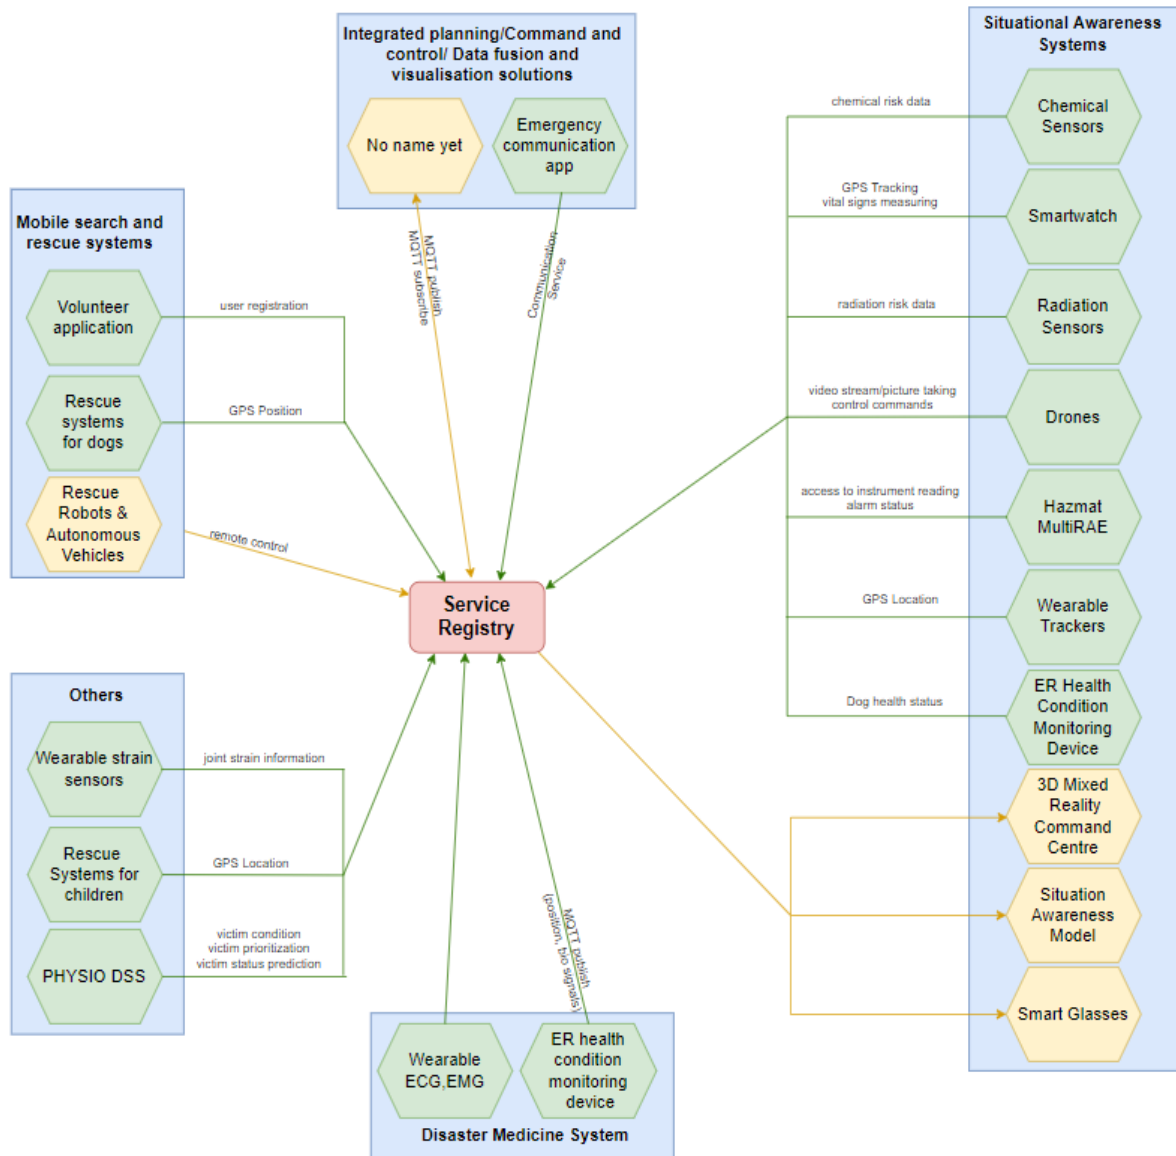 Integrated planning/Command and
control/ Data fusion and
visualisation solutions
No name yet
Emergency
communication
app
MQTT publish
MQTT subscribe
Communication
Service
Mobile search and
rescue systems
Volunteer
application
user registration
Rescue
systems
for dogs
GPS Position
Rescue
Robots &
Autonomous
Vehicles
remote control
Service
Registry
Situational Awareness
Systems
chemical risk data
Chemical
Sensors
GPS Tracking
vital signs measuring
Smartwatch
radiation risk data
Radiation
Sensors
video stream/picture taking
control commands
Drones
access to instrument reading
alarm status
Hazmat
MultiRAE
GPS Location
Wearable
Trackers
Dog health status
ER Health
Condition
Monitoring
Device
3D Mixed
Reality
Command
Centre
Situation
Awareness
Model
Smart Glasses
Others
Wearable strain
sensors
joint strain information
Rescue
Systems for
children
GPS Location
PHYSIO DSS
victim condition
victim prioritization
victim status prediction
MQTT publish
(position, bio signals)
Wearable
ECG,EMG
ER health
condition
monitoring
device
Disaster Medicine System